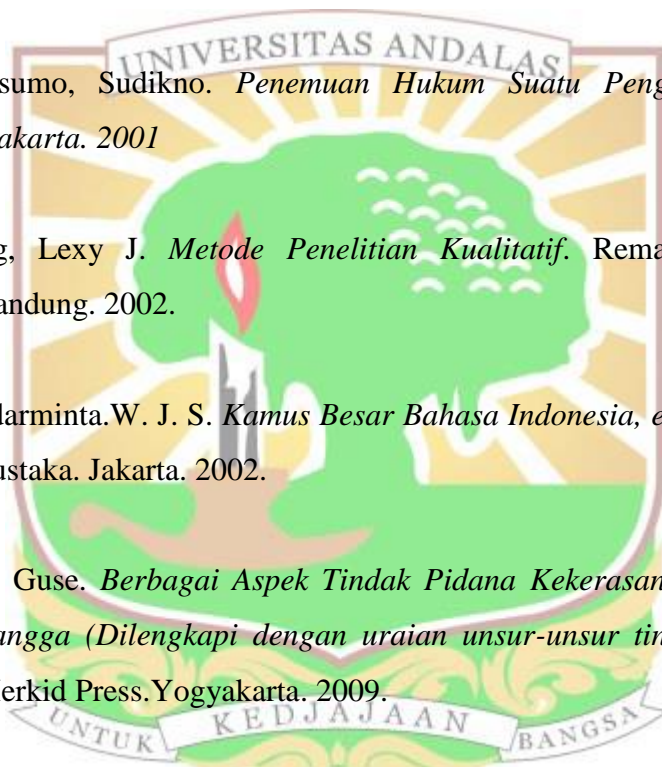 UNIVERSITAS ANDALAS
sumo, Sudikno. Penemuan Hukum Suatu Peng
akarta. 2001
g, Lexy J. Metode Penelitian Kualitatif. Rema
andung. 2002.
darminta.W. J. S. Kamus Besar Bahasa Indonesia, e
ustaka. Jakarta. 2002.
Guse. Berbagai Aspek Tindak Pidana Kekerasan
angga (Dilengkapi dengan uraian unsur-unsur tin
erkid Press.Yogyakarta. 2009.
UNTUK KEDJAJAAN BANGSA